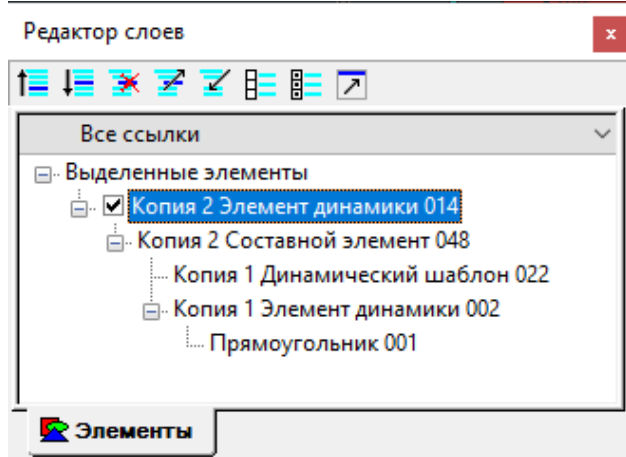 Редактор слоев
Все ссылки
Выделенные элементы
Копия 2 Элемент динамики 014
Копия 2 Составной элемент 048
Копия 1 Динамический шаблон 022
Копия 1 Элемент динамики 002
Прямоугольник 001
Элементы